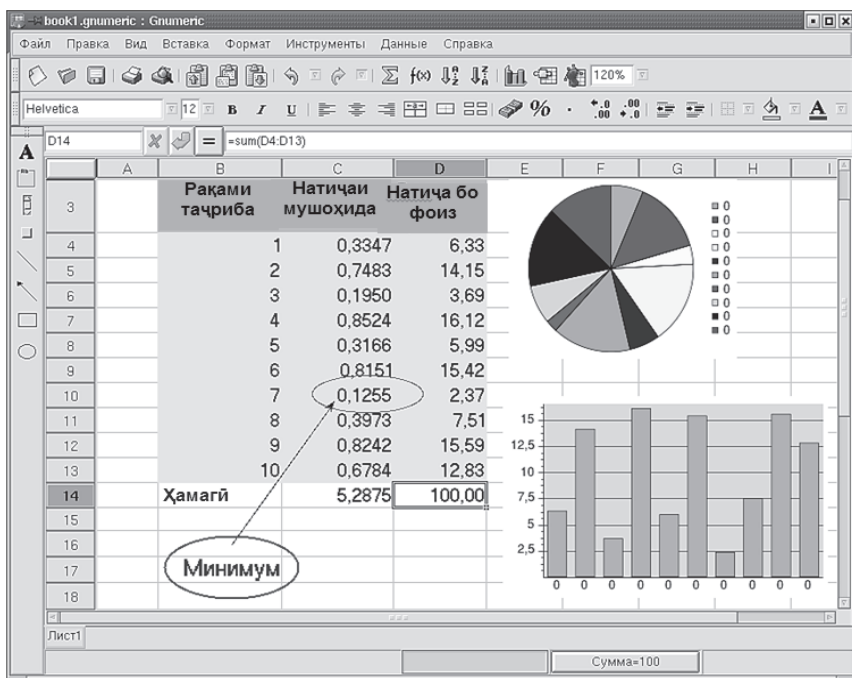 book1.gnumeric : Gnumeric
Файл Правка Вид Вставка Формат Инструменты Данные Справка
Σ f(x) 120%
Helvetica 12 B I U % .0 .00 .00 .0 A
D14 = =sum(D4:D13)
A
A B C D E F G H I
3 Рақами таҷриба Натиҷаи мушоҳида Натиҷа бо фоиз
4 1 0,3347 6,33
5 2 0,7483 14,15
6 3 0,1950 3,69
7 4 0,8524 16,12
8 5 0,3166 5,99
9 6 0,8151 15,42
10 7 0,1255 2,37
11 8 0,3973 7,51
12 9 0,8242 15,59
13 10 0,6784 12,83
14 Ҳамагӣ 5,2875 100,00
15
16
17 Минимум
18
0
0
0
0
0
0
0
0
0
0
15
12,5
10
7,5
5
2,5
0 0 0 0 0 0 0 0 0 0
Лист1
Сумма=100